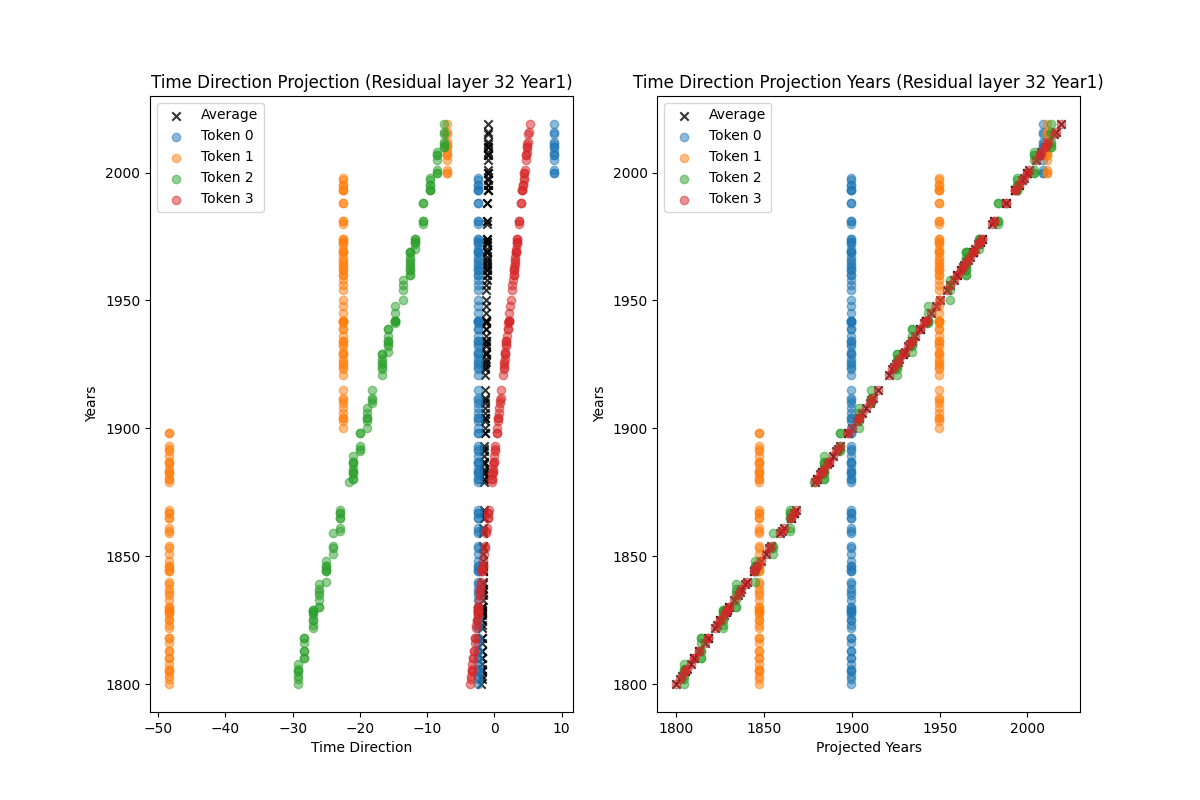 Time Direction Projection (Residual layer 32 Year1)
Average
Token 0
Token 1
Token 2
Token 3
2000
1950
1900
1850
1800
Years
−50
−40
−30
−20
−10
0
10
Time Direction
Time Direction Projection Years (Residual layer 32 Year1)
Average
Token 0
Token 1
Token 2
Token 3
2000
1950
1900
1850
1800
Years
1800
1850
1900
1950
2000
Projected Years